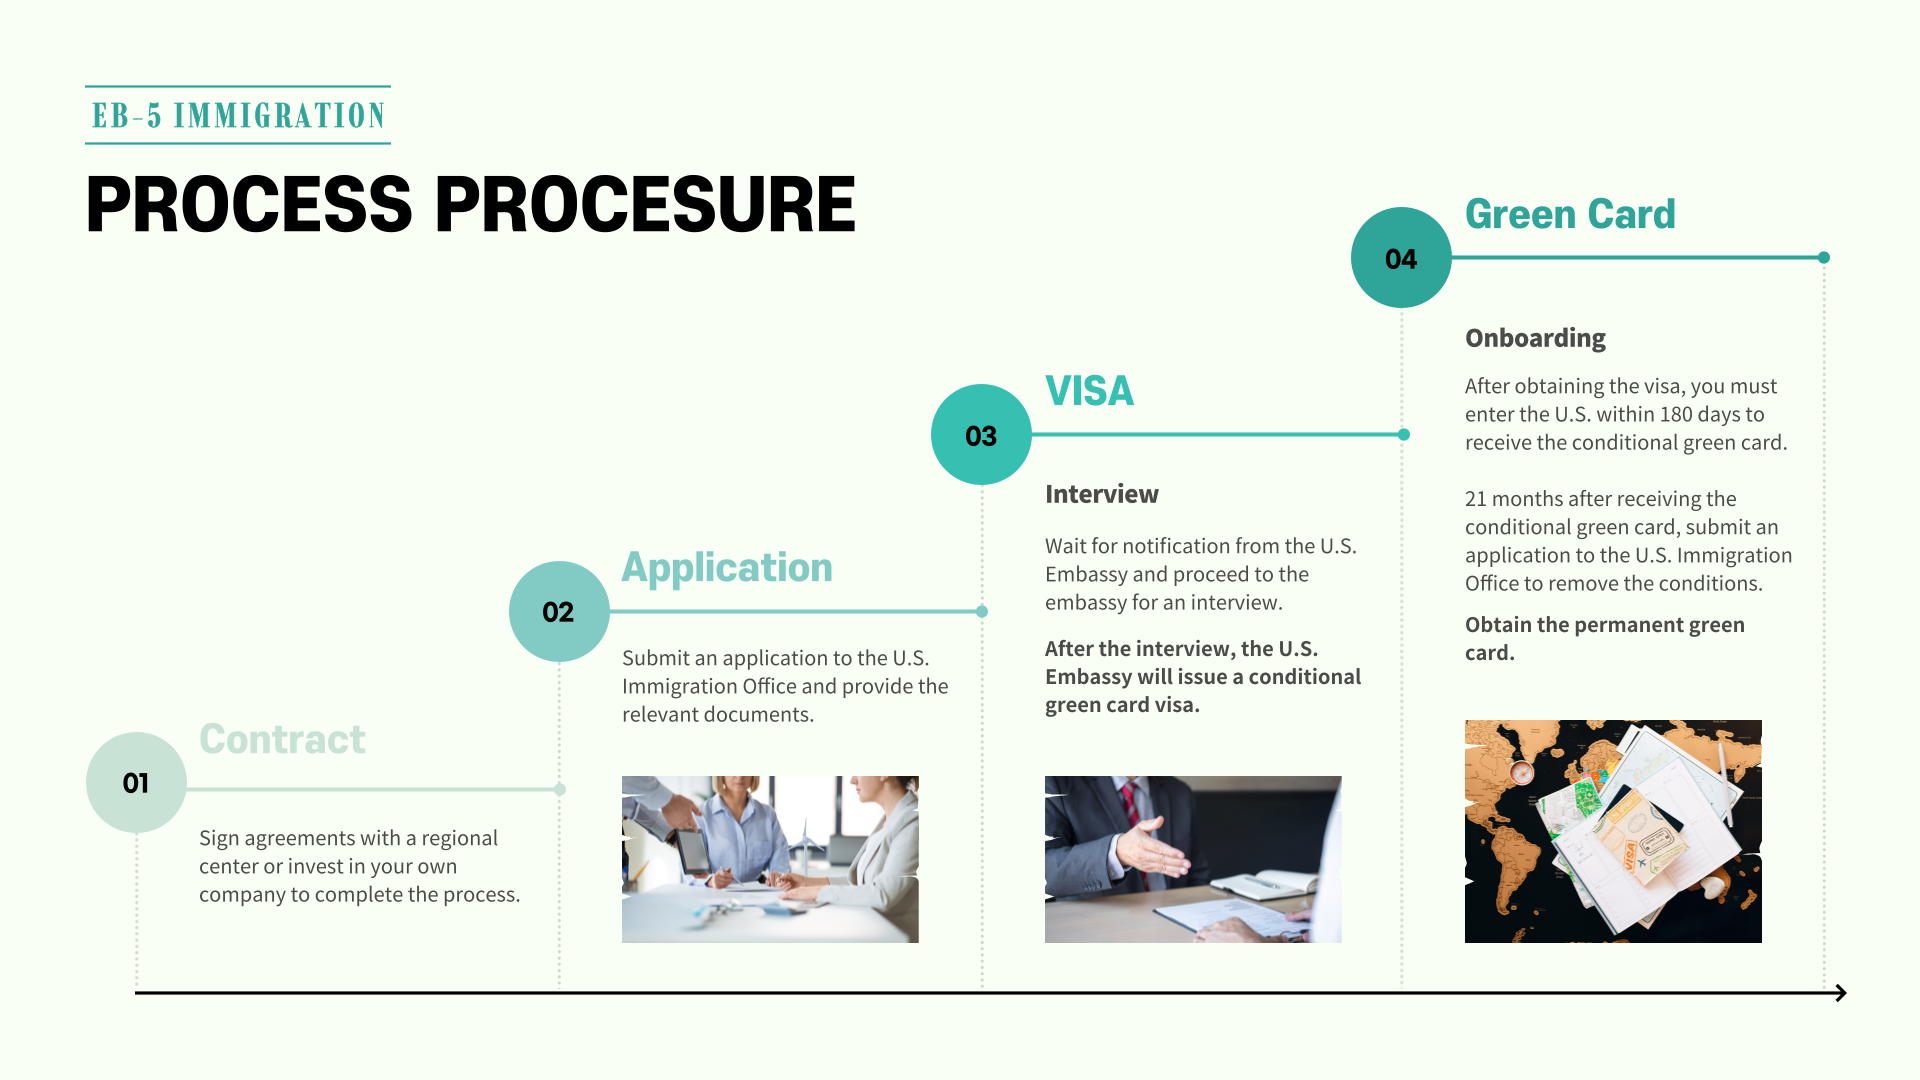 EB-5 IMMIGRATION
PROCESS PROCESURE
01
Contract
Sign agreements with a regional
center or invest in your own
company to complete the process.
02
Application
Submit an application to the U.S.
Immigration Office and provide the
relevant documents.
03
VISA
Interview
Wait for notification from the U.S.
Embassy and proceed to the
embassy for an interview.
After the interview, the U.S.
Embassy will issue a conditional
green card visa.
04
Green Card
Onboarding
After obtaining the visa, you must
enter the U.S. within 180 days to
receive the conditional green card.
21 months after receiving the
conditional green card, submit an
application to the U.S. Immigration
Office to remove the conditions.
Obtain the permanent green
card.
VISA